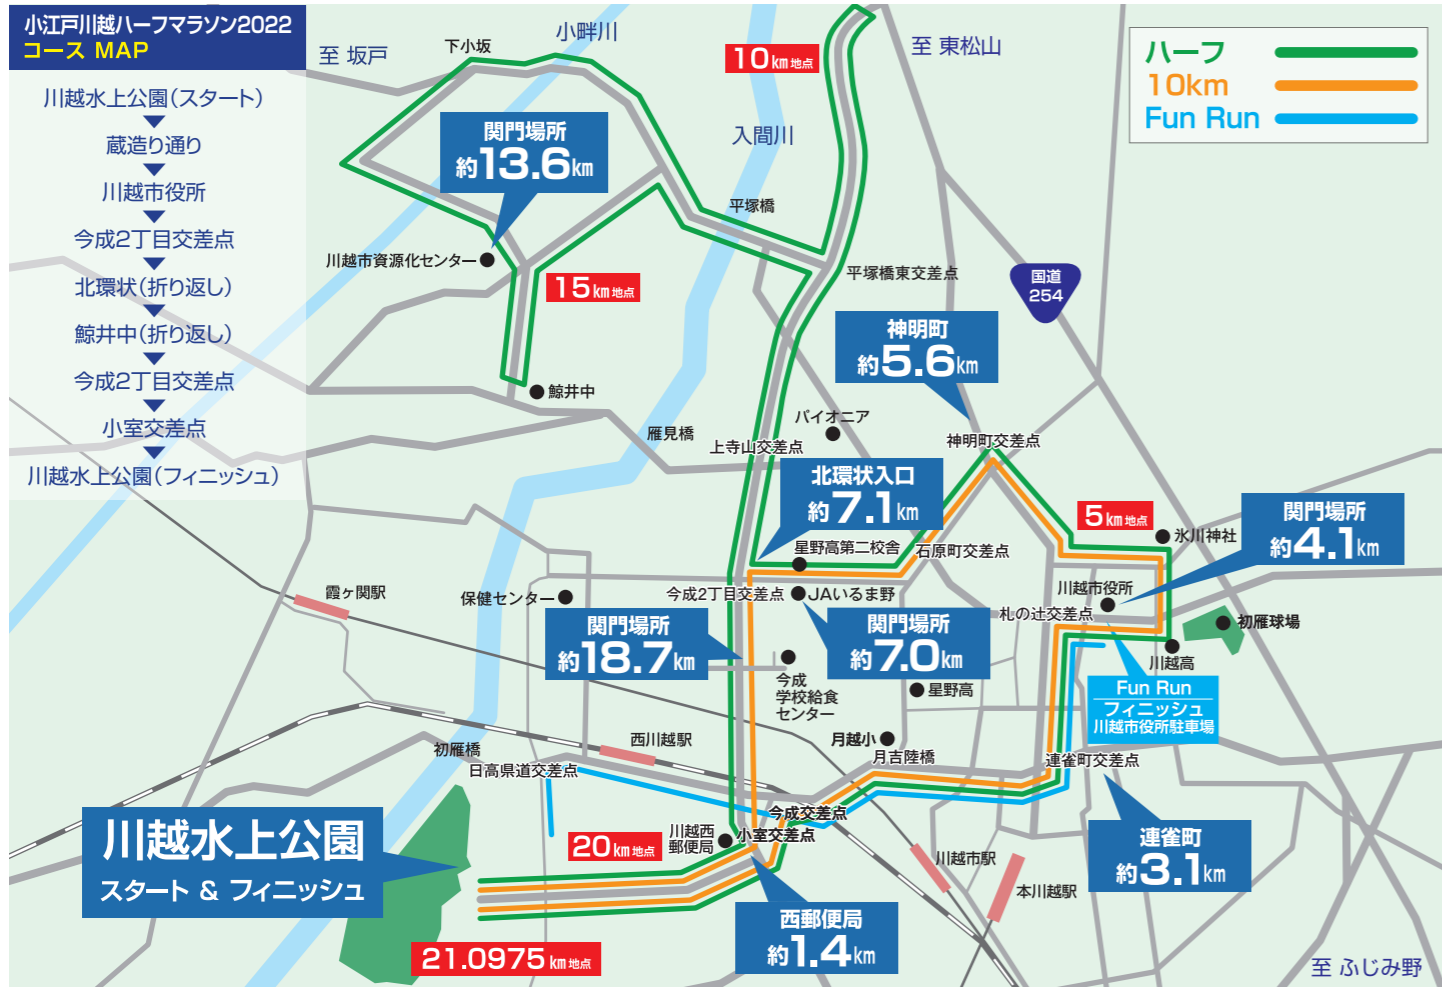 小江戸川越ハーフマラソン2022
コース MAP
川越水上公園(スタート)
蔵造り通り
川越市役所
今成2丁目交差点
北環状(折り返し)
鯨井中(折り返し)
今成2丁目交差点
小室交差点
川越水上公園(フィニッシュ)
至 坂戸
下小坂
小畔川
10km地点
至 東松山
ハーフ
10km
Fun Run
関門場所
約13.6km
入間川
平塚橋
川越市資源化センター
15km地点
平塚橋東交差点
国道
254
神明町
約5.6km
鯨井中
パイオニア
雁見橋
上寺山交差点
神明町交差点
北環状入口
約7.1km
5km地点
関門場所
約4.1km
氷川神社
星野高第二校舎
石原町交差点
霞ヶ関駅
保健センター
今成2丁目交差点
JAいるま野
川越市役所
札の辻交差点
初雁球場
関門場所
約18.7km
関門場所
約7.0km
川越高
今成
学校給食
センター
星野高
Fun Run
フィニッシュ
川越市役所駐車場
初雁橋
西川越駅
月越小
月吉陸橋
連雀町交差点
日高県道交差点
今成交差点
川越水上公園
スタート & フィニッシュ
20km地点
川越西
郵便局
小室交差点
川越市駅
本川越駅
連雀町
約3.1km
西郵便局
約1.4km
21.0975km地点
至 ふじみ野